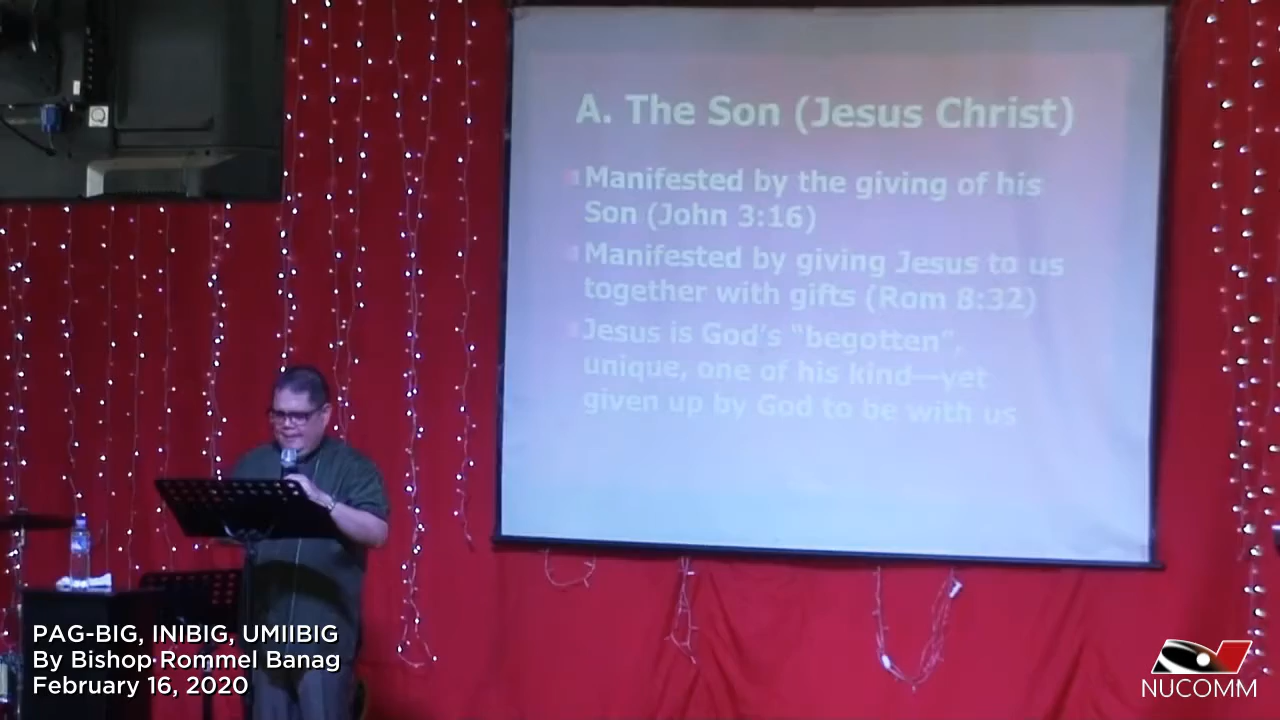 A. The Son (Jesus Christ)
Manifested by the giving of his
Son (John 3:16)
Manifested by giving Jesus to us
together with gifts (Rom 8:32)
Jesus is God's "begotten",
unique, one of his kind—yet
given up by God to be with us
PAG-BIG, INIBIG, UMIIBIG
By Bishop Rommel Banag
February 16, 2020
NUCOMM